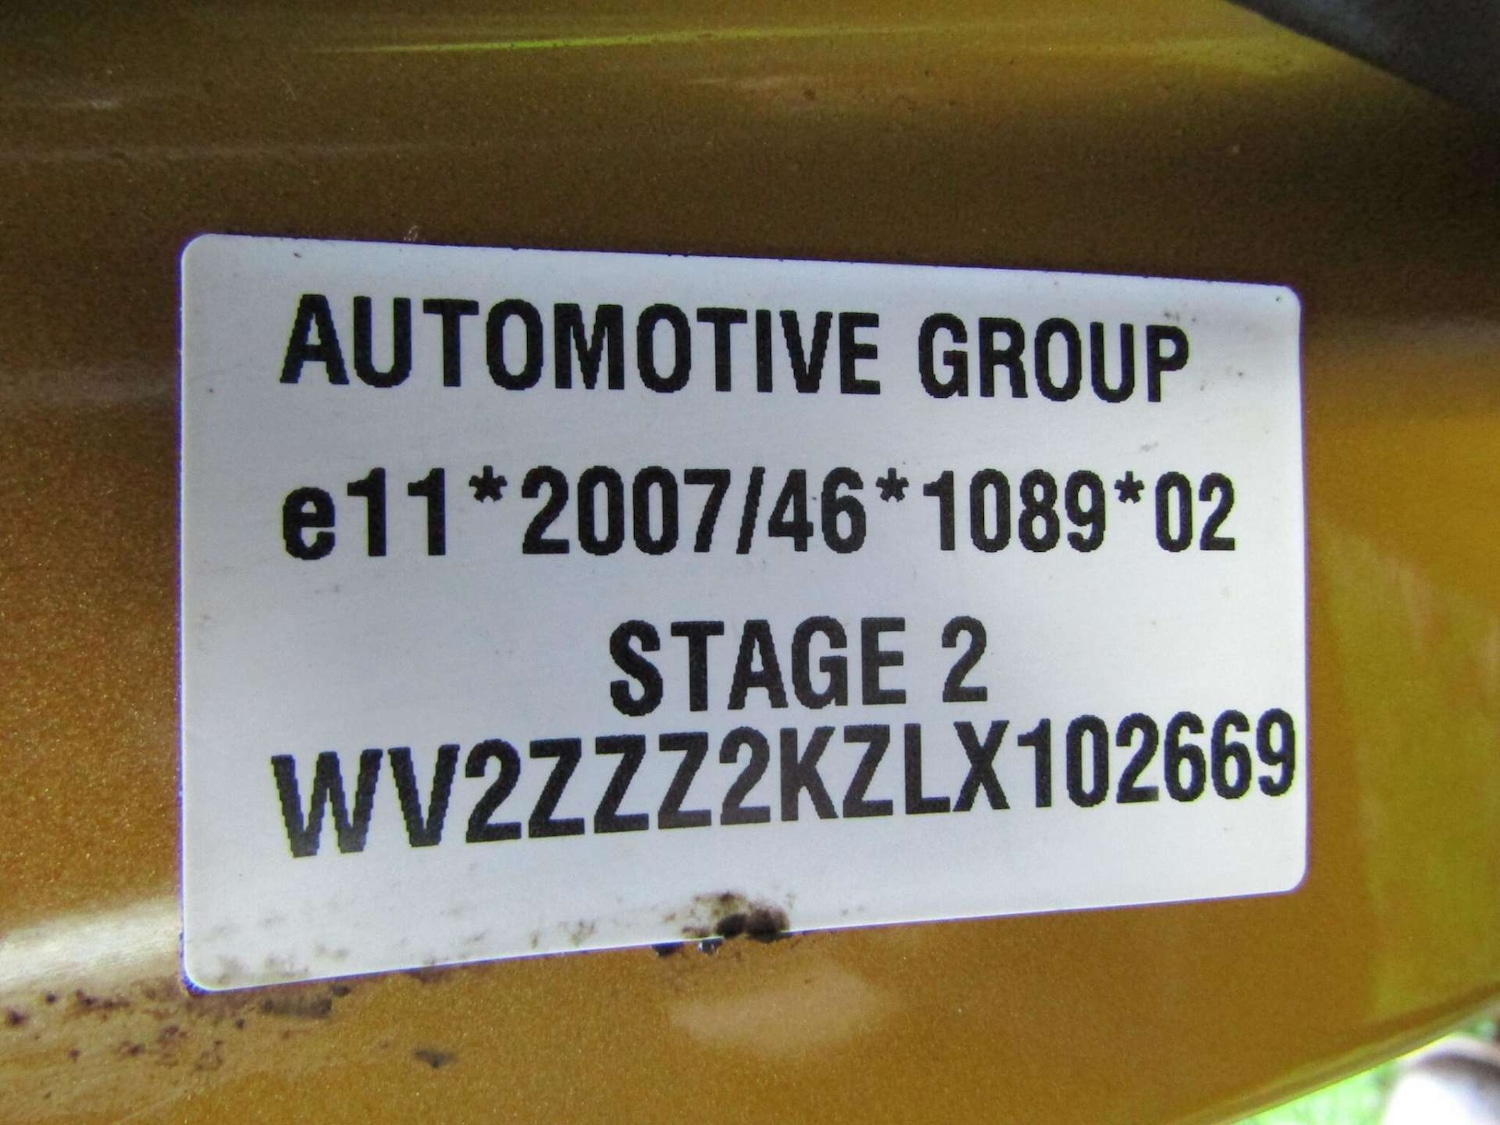 AUTOMOTIVE GROUP
e11*2007/46*1089*02
STAGE 2
WV2ZZZ2KZLX102669